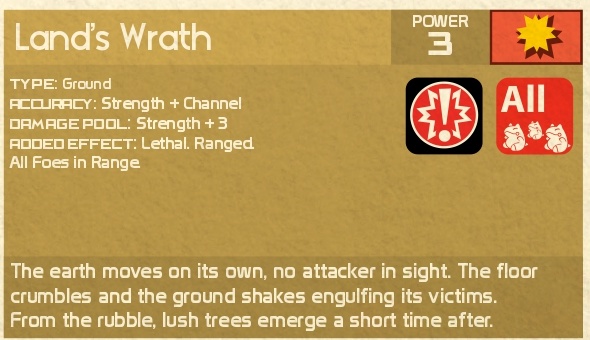 Land's Wrath
POWER
3
TYPE: Ground
ACCURACY: Strength + Channel
DAMAGE POOL: Strength + 3
ADDED EFFECT: Lethal. Ranged.
All Foes in Range.
All
The earth moves on its own, no attacker in sight. The floor
crumbles and the ground shakes engulfing its victims.
From the rubble, lush trees emerge a short time after.